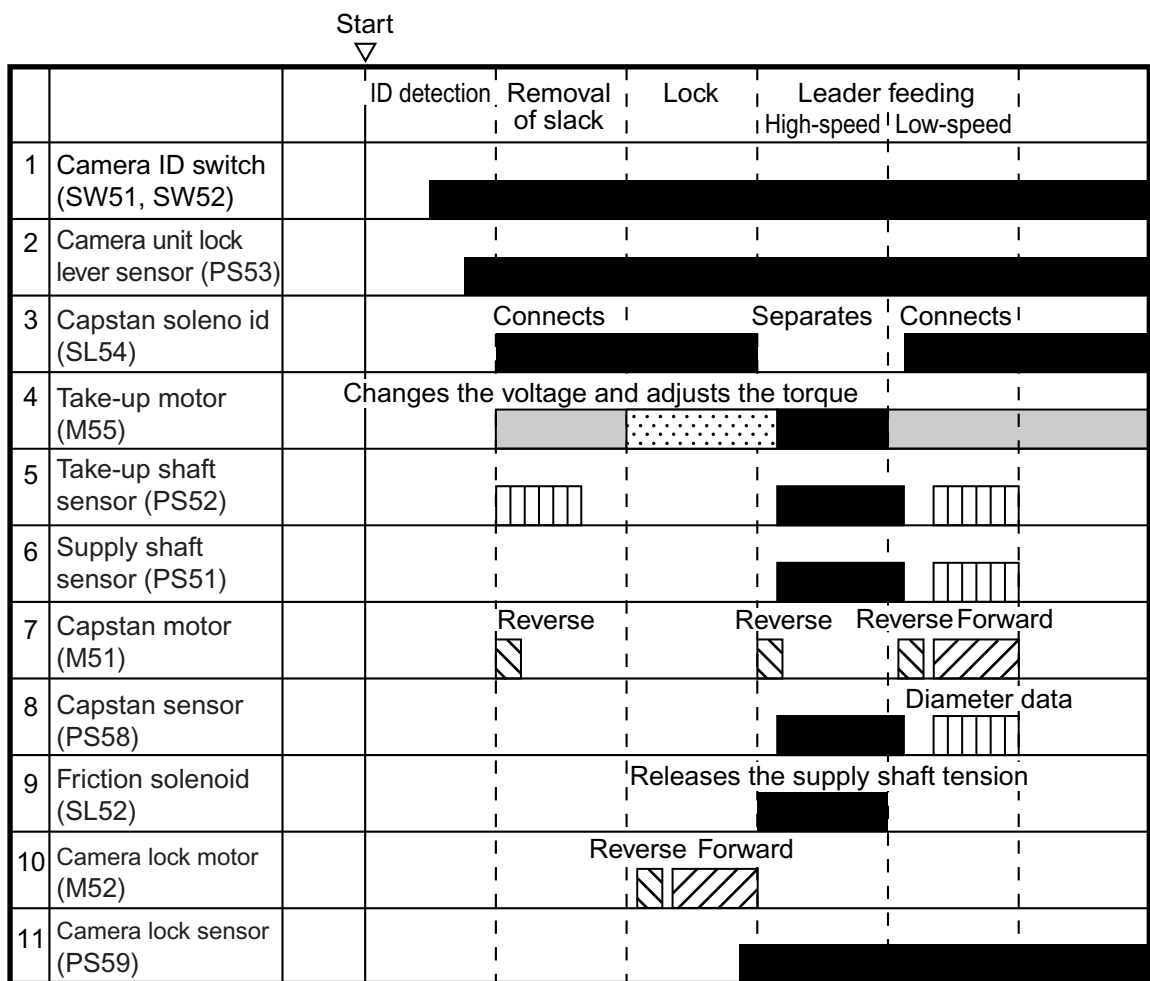 Start
ID detection Removal of slack Lock Leader feeding
High-speed Low-speed
1 Camera ID switch
(SW51, SW52)
2 Camera unit lock
lever sensor (PS53)
3 Capstan soleno id
(SL54)
Connects Separates Connects
4 Take-up motor
(M55)
Changes the voltage and adjusts the torque
5 Take-up shaft
sensor (PS52)
6 Supply shaft
sensor (PS51)
7 Capstan motor
(M51)
Reverse Reverse Reverse Forward
8 Capstan sensor
(PS58)
Diameter data
9 Friction solenoid
(SL52)
Releases the supply shaft tension
10 Camera lock motor
(M52)
Reverse Forward
11 Camera lock sensor
(PS59)